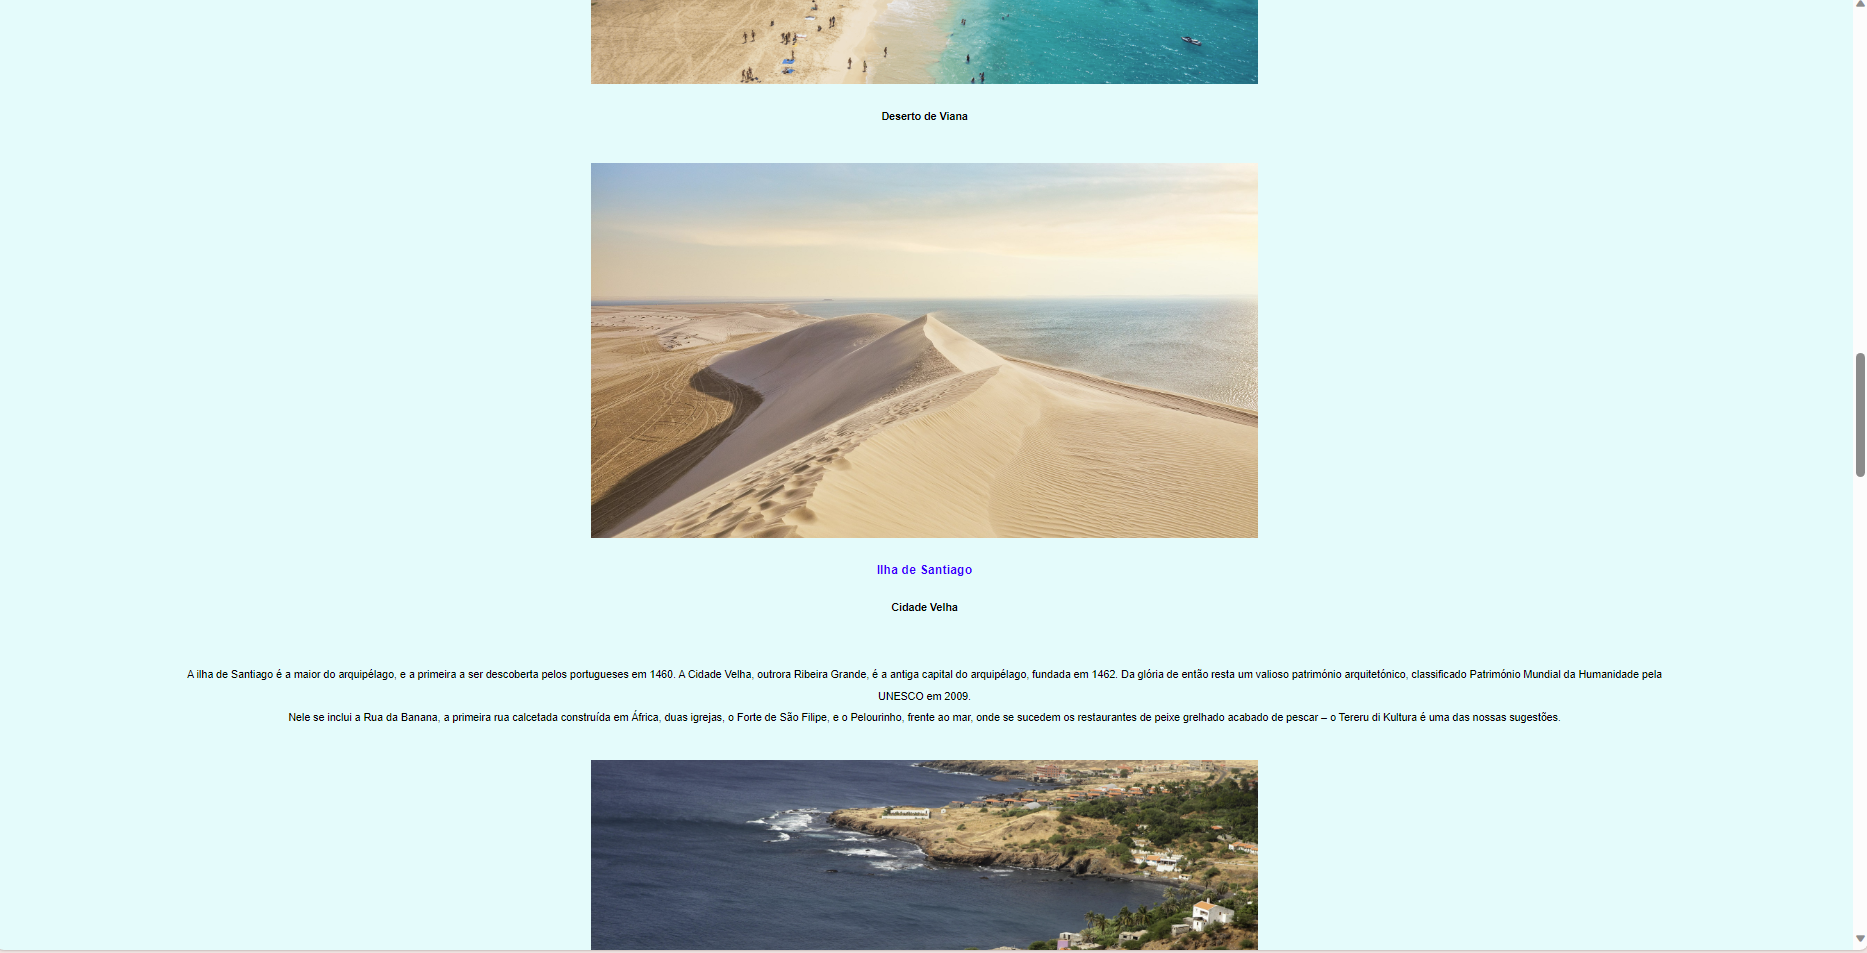 Deserto de Viana
Ilha de Santiago
Cidade Velha
A ilha de Santiago é a maior do arquipélago, e a primeira a ser descoberta pelos portugueses em 1460. A Cidade Velha, outrora Ribeira Grande, é a antiga capital do arquipélago, fundada em 1462. Da glória de então resta um valioso património arquitetónico, classificado Património Mundial da Humanidade pela
UNESCO em 2009.
Nele se inclui a Rua da Banana, a primeira rua calcetada construída em África, duas igrejas, o Forte de São Filipe, e o Pelourinho, frente ao mar, onde se sucedem os restaurantes de peixe grelhado acabado de pescar – o Tereru di Kultura é uma das nossas sugestões.